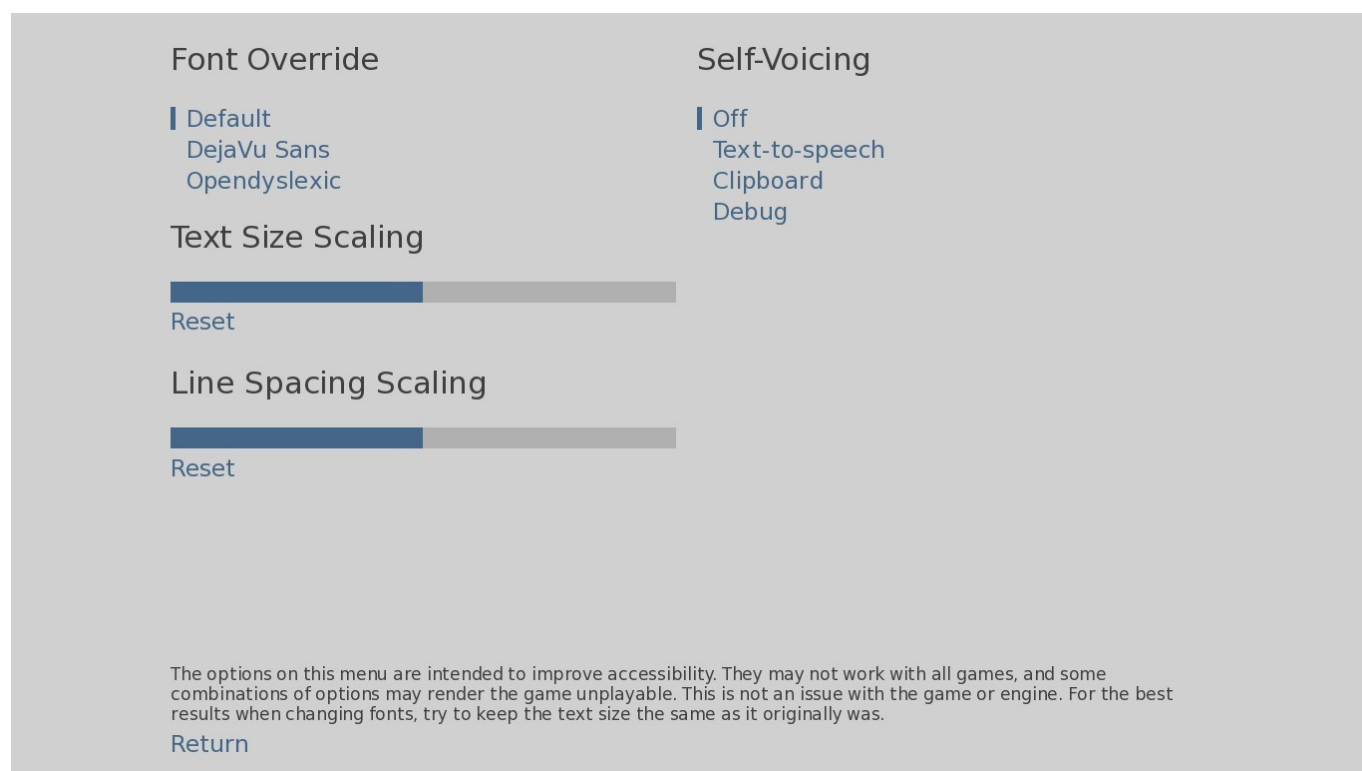 Font Override
Default
DejaVu Sans
Opendyslexic
Text Size Scaling
Reset
Line Spacing Scaling
Reset
Self-Voicing
Off
Text-to-speech
Clipboard
Debug
The options on this menu are intended to improve accessibility. They may not work with all games, and some
combinations of options may render the game unplayable. This is not an issue with the game or engine. For the best
results when changing fonts, try to keep the text size the same as it originally was.
Return